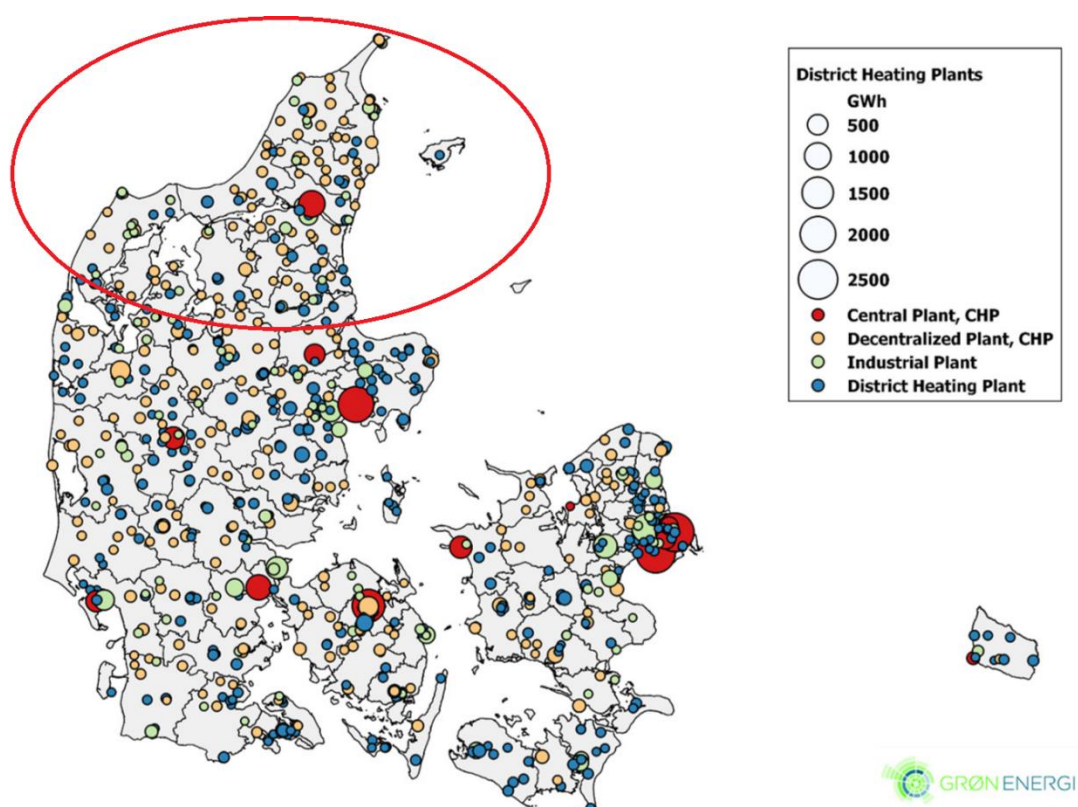 District Heating Plants
GWh
500
1000
1500
2000
2500
Central Plant, CHP
Decentralized Plant, CHP
Industrial Plant
District Heating Plant
GRØN ENERGI